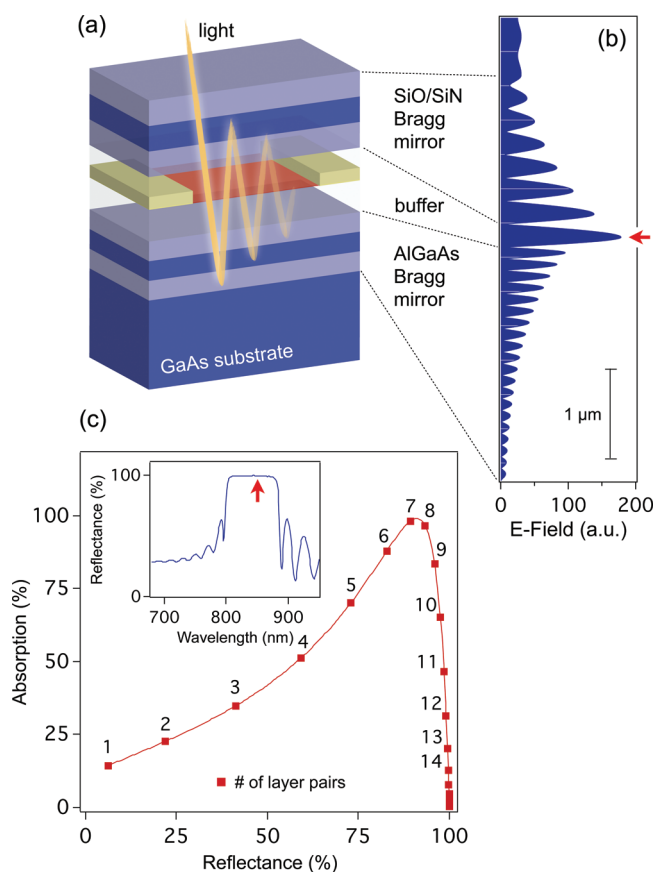 (a)
light
(b)
SiO/SiN
Bragg
mirror
buffer
AlGaAs
Bragg
mirror
GaAs substrate
1 µm
0
100
200
E-Field (a.u.)
(c)
100
Reflectance (%)
0
700
800
900
Wavelength (nm)
100
75
50
25
0
Absorption (%)
1
2
3
4
5
6
7
8
9
10
11
12
13
14
# of layer pairs
0
25
50
75
100
Reflectance (%)